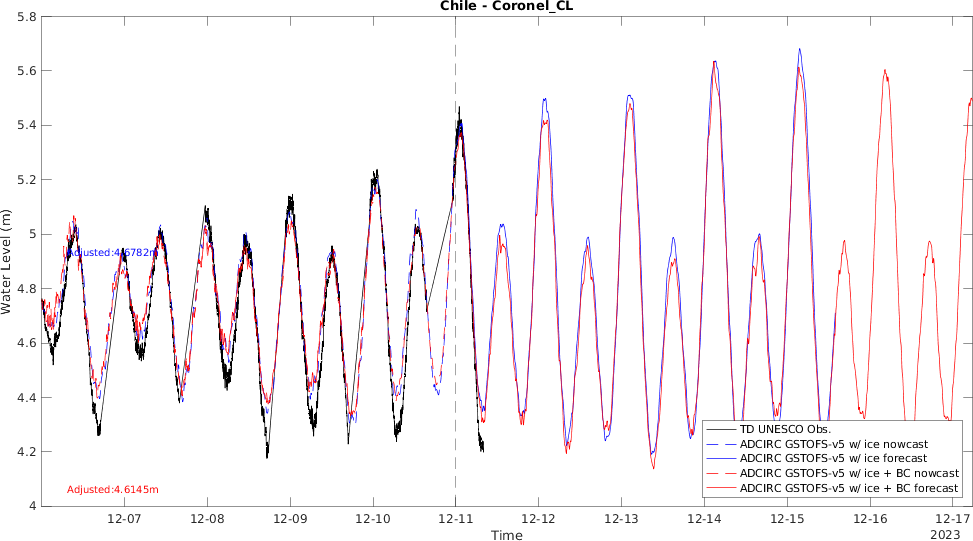 Chile - Coronel_CL
Water Level (m)
5.8
5.6
5.4
5.2
5
4.8
4.6
4.4
4.2
4
Adjusted:4.6782m
Adjusted:4.6145m
TD UNESCO Obs.
ADCIRC GSTOFS-v5 w/ ice nowcast
ADCIRC GSTOFS-v5 w/ ice forecast
ADCIRC GSTOFS-v5 w/ ice + BC nowcast
ADCIRC GSTOFS-v5 w/ ice + BC forecast
12-07 12-08 12-09 12-10 12-11 12-12 12-13 12-14 12-15 12-16 12-17
Time
2023